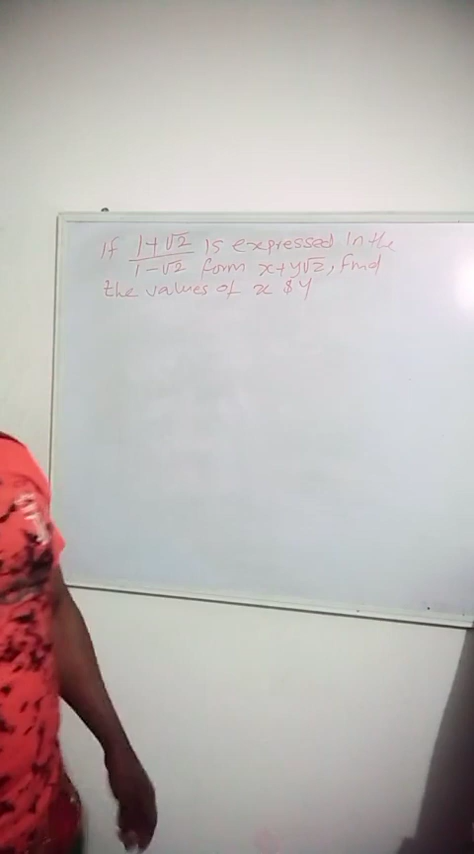 If 1+√2 is expressed in the
1-√2 form x+y√2, find
the values of x & y